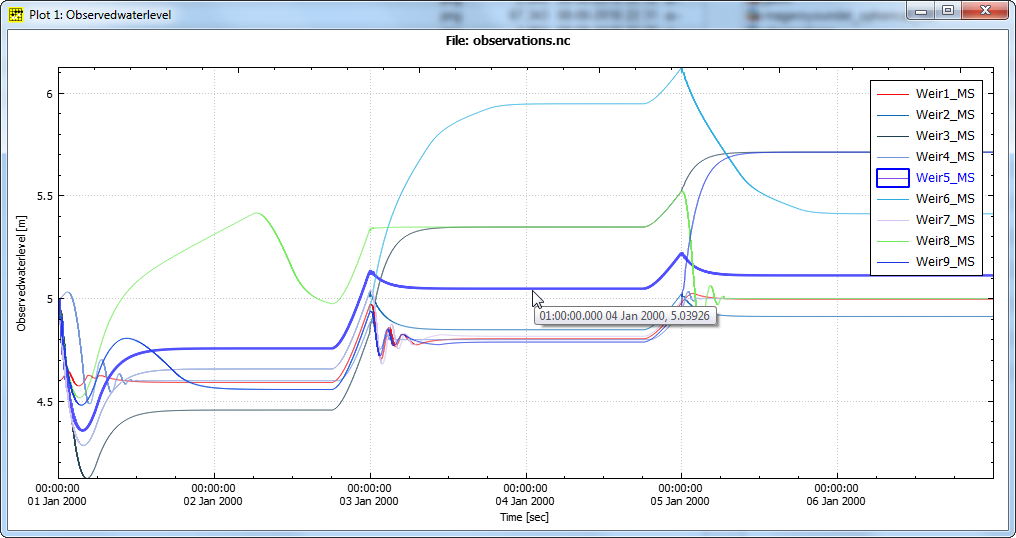 Plot 1: Observedwaterlevel
File: observations.nc
Observedwaterlevel [m]
6
5.5
5
4.5
Weir1_MS
Weir2_MS
Weir3_MS
Weir4_MS
Weir5_MS
Weir6_MS
Weir7_MS
Weir8_MS
Weir9_MS
01:00:00.000 04 Jan 2000, 5.03926
00:00:00 00:00:00 00:00:00 00:00:00 00:00:00 00:00:00
01 Jan 2000 02 Jan 2000 03 Jan 2000 04 Jan 2000 05 Jan 2000 06 Jan 2000
Time [sec]